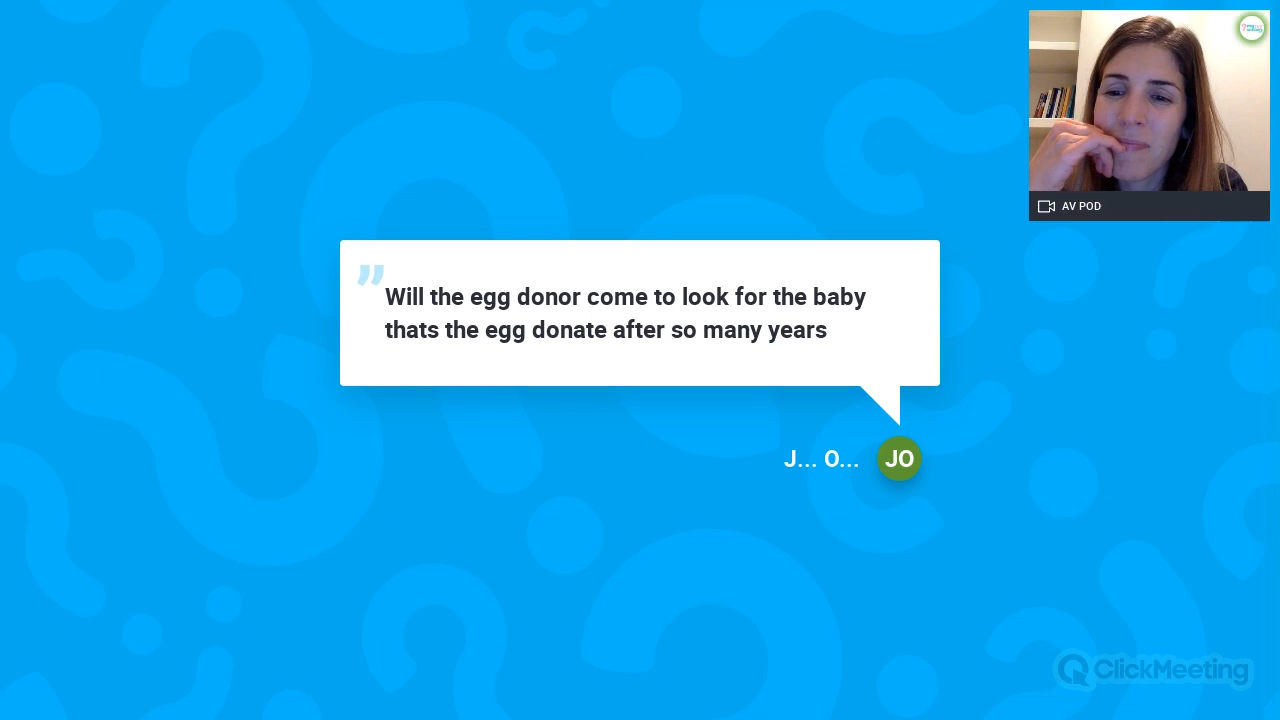 AV POD
"
Will the egg donor come to look for the baby
thats the egg donate after so many years
J... O...
JO
ClickMeeting